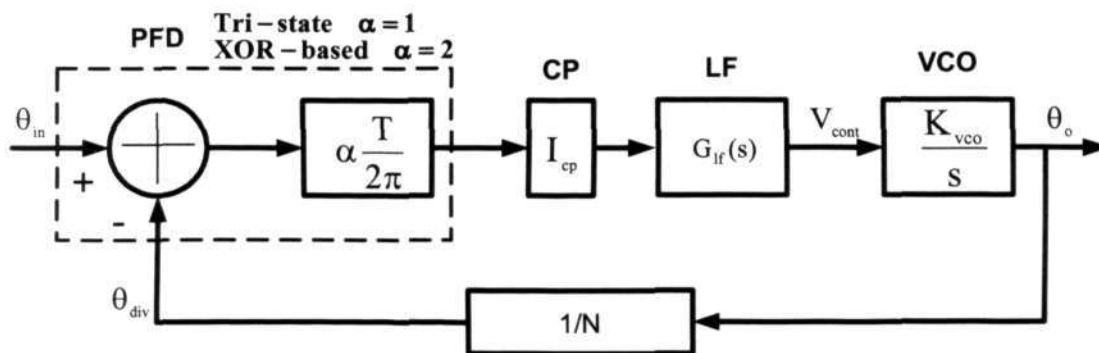 Tri-state α=1
PFD XOR-based α=2
CP LF VCO
θin
+
-
α T/2π
Icp
Glf(s)
Vcont
Kvco/s
θo
θdiv
1/N